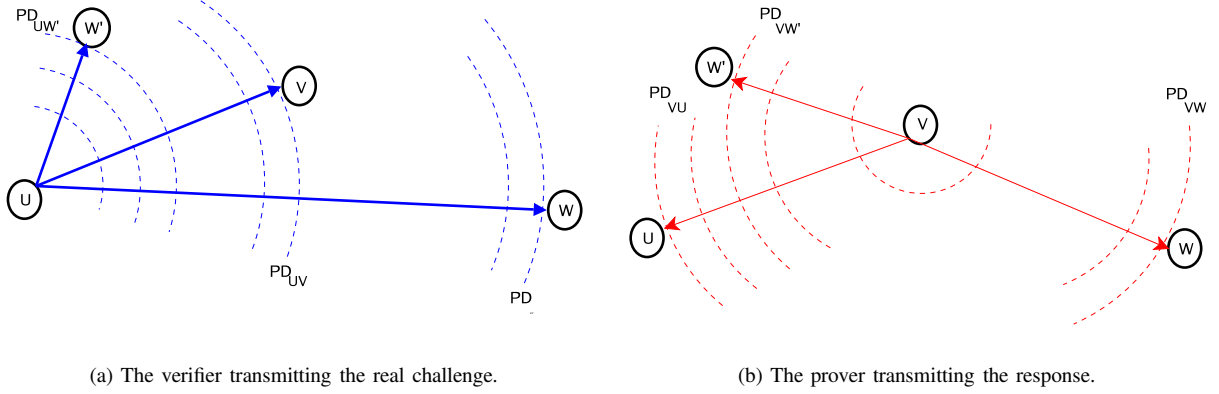 PD UW'
W'
V
U
W
PD UV
PD
PD VW'
W'
PD VU
V
PD VW
U
W
(a) The verifier transmitting the real challenge.
(b) The prover transmitting the response.